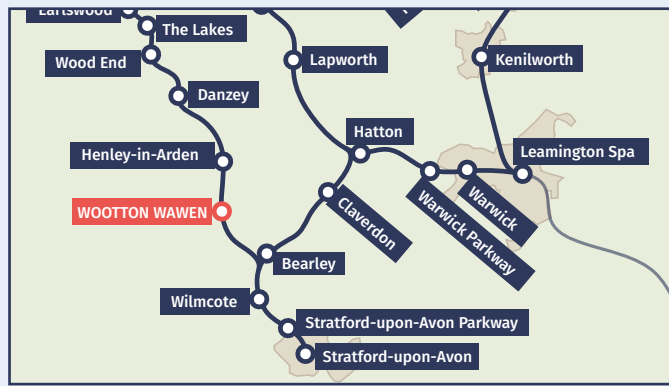 Earlswood
The Lakes
Wood End
Lapworth
Kenilworth
Danzey
Hatton
Henley-in-Arden
Leamington Spa
WOOTTON WAWEN
Claverdon
Warwick Parkway
Warwick
Bearley
Wilmcote
Stratford-upon-Avon Parkway
Stratford-upon-Avon